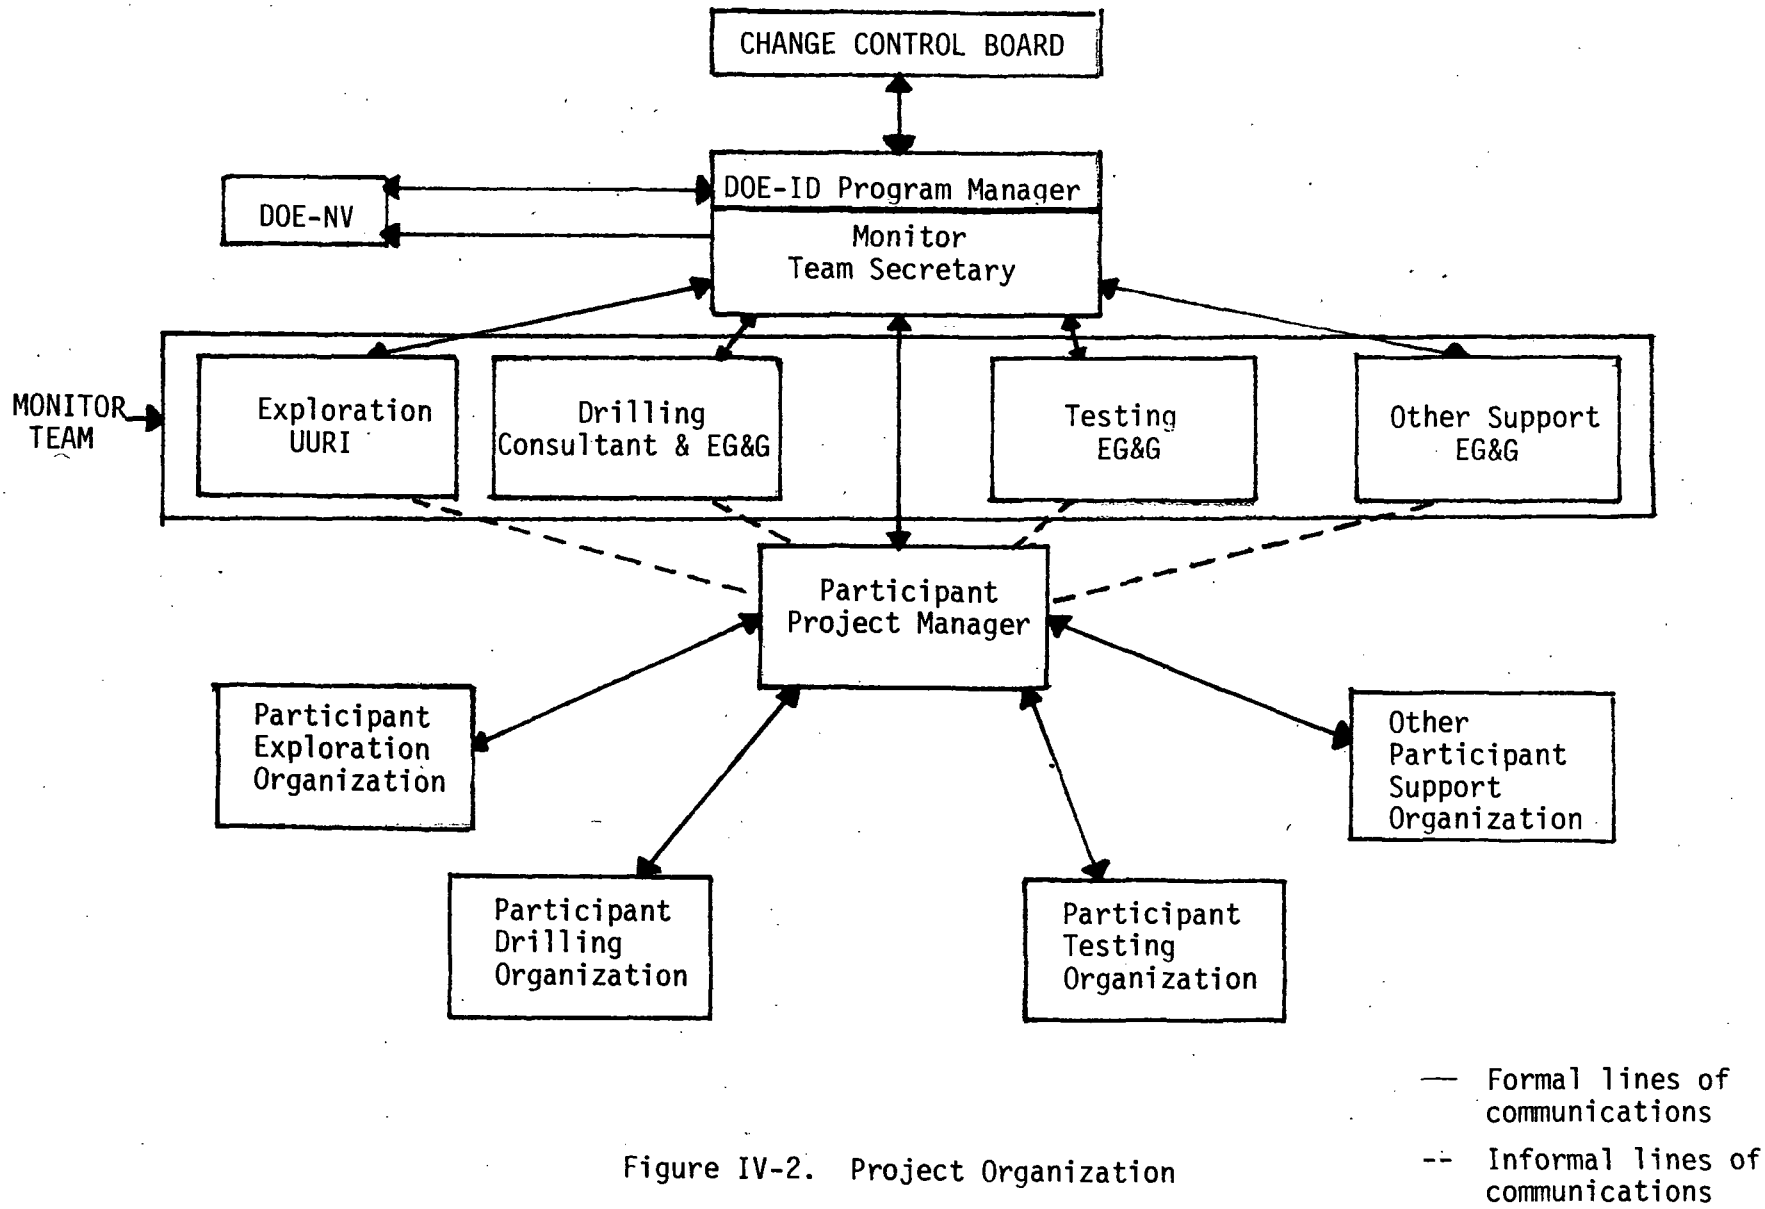 CHANGE CONTROL BOARD
DOE-ID Program Manager
DOE-NV
Monitor
Team Secretary
MONITOR
TEAM
Exploration
UURI
Drilling
Consultant & EG&G
Testing
EG&G
Other Support
EG&G
Participant
Project Manager
Participant
Exploration
Organization
Other
Participant
Support
Organization
Participant
Drilling
Organization
Participant
Testing
Organization
— Formal lines of
communications
-- Informal lines of
communications
Figure IV-2. Project Organization